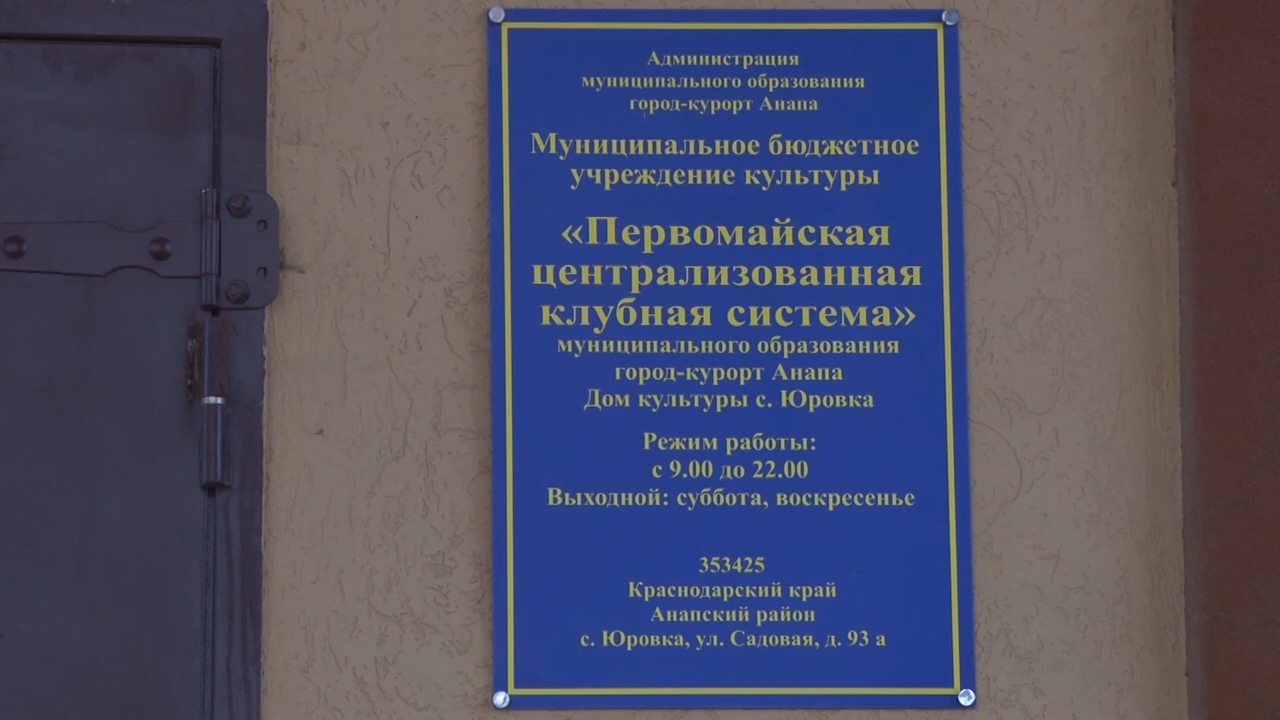 Администрация
муниципального образования
город-курорт Анапа
Муниципальное бюджетное
учреждение культуры
«Первомайская
централизованная
клубная система»
муниципального образования
город-курорт Анапа
Дом культуры с. Юровка
Режим работы:
с 9.00 до 22.00
Выходной: суббота, воскресенье
353425
Краснодарский край
Анапский район
с. Юровка, ул. Садовая, д. 93 а